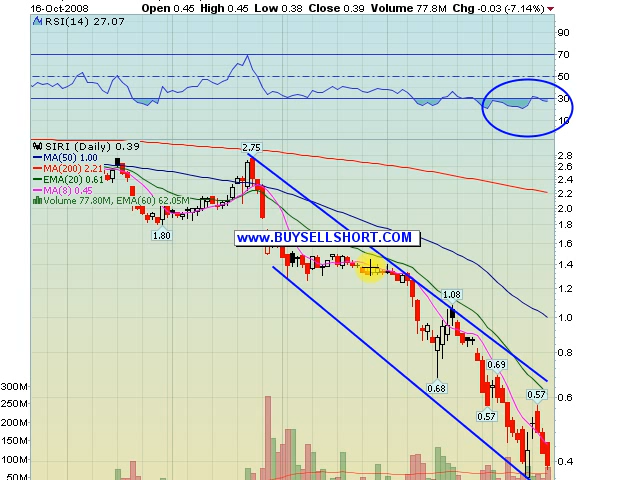 16-Oct-2008 Open 0.45 High 0.45 Low 0.38 Close 0.39 Volume 77.8M Chg -0.03 (-7.14%)
RSI(14) 27.07
90
70
50
30
10
SIRI (Daily) 0.39
MA(50) 1.00
MA(200) 2.21
EMA(20) 0.61
MA(8) 0.45
Volume 77.80M, EMA(60) 62.05M
2.75
1.80
www.BUYSELLSHORT.COM
1.08
0.68
0.69
0.57
0.57
2.8
2.6
2.4
2.2
2.0
1.8
1.6
1.4
1.2
1.0
0.8
0.6
0.4
300M
250M
200M
150M
100M
50M